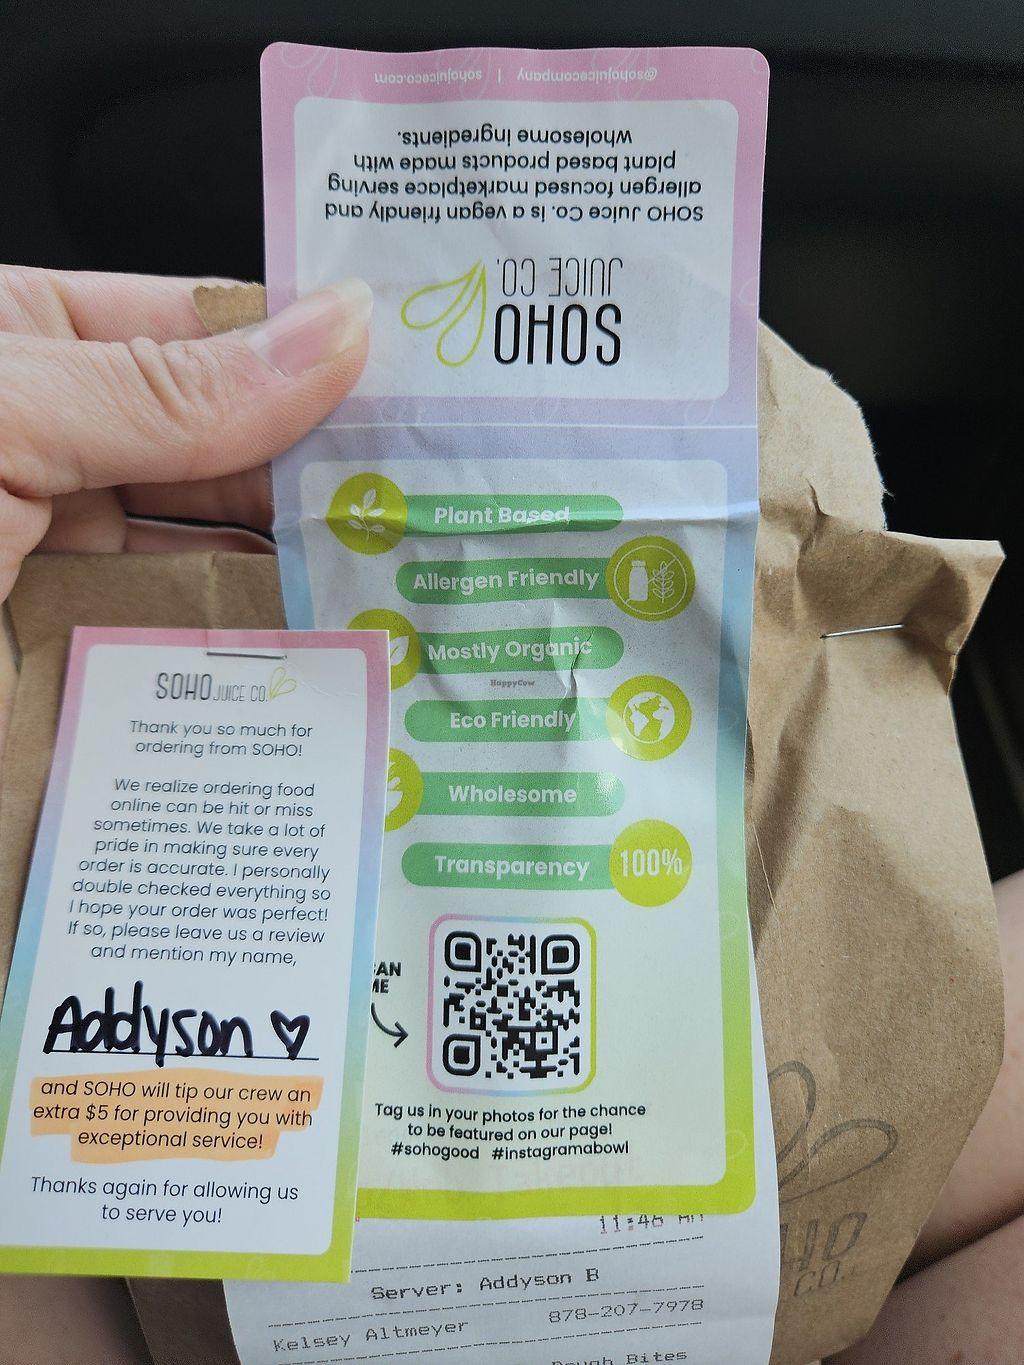 @sohojuicecompany | sohojuiceco.com
SOHO Juice Co. is a vegan friendly and
allergen focused marketplace serving
plant based products made with
wholesome ingredients.
SOHO
JUICE CO.
Plant Based
Allergen Friendly
Mostly Organic
HappyCow
Eco Friendly
Wholesome
Transparency 100%
Tag us in your photos for the chance
to be featured on our page!
#sohogood #instagramabowl
SOHO JUICE CO.
Thank you so much for
ordering from SOHO!
We realize ordering food
online can be hit or miss
sometimes. We take a lot of
pride in making sure every
order is accurate. I personally
double checked everything so
I hope your order was perfect!
If so, please leave us a review
and mention my name,
Addyson
and SOHO will tip our crew an
extra $5 for providing you with
exceptional service!
Thanks again for allowing us
to serve you!
11:46 AM
Server: Addyson B
Kelsey Altmeyer 878-207-7978
Dough Bites
CO.